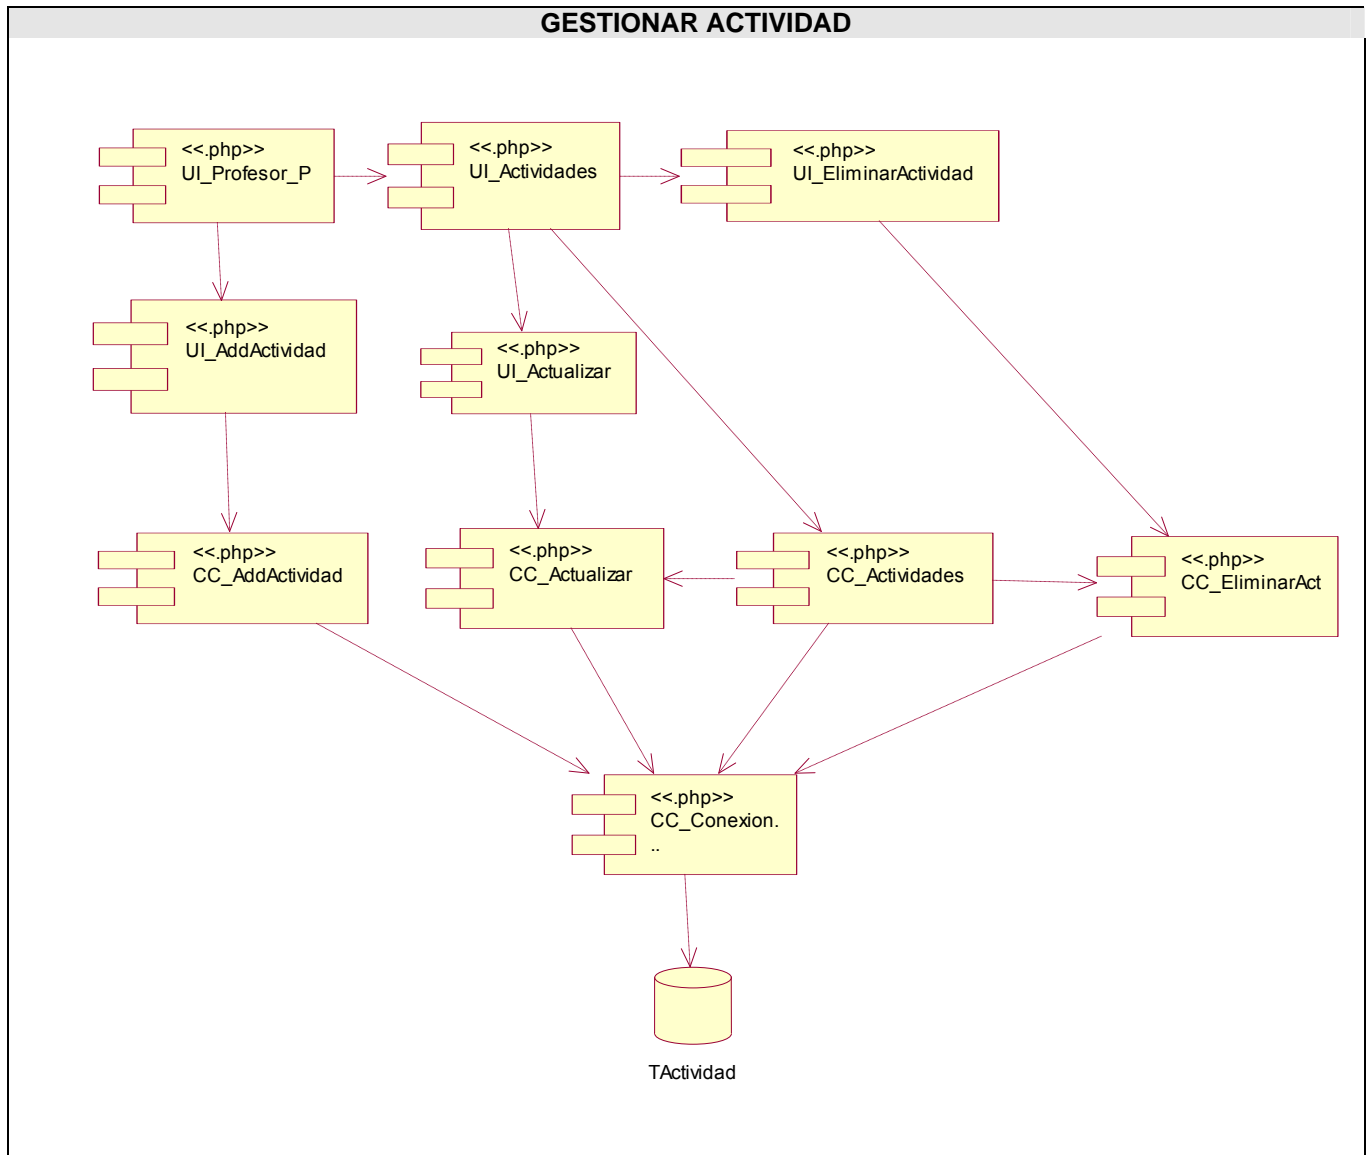 GESTIONAR ACTIVIDAD
<<.php>>
UI_Profesor_P
<<.php>>
UI_Actividades
<<.php>>
UI_EliminarActividad
<<.php>>
UI_AddActividad
<<.php>>
UI_Actualizar
<<.php>>
CC_AddActividad
<<.php>>
CC_Actualizar
<<.php>>
CC_Actividades
<<.php>>
CC_EliminarAct
<<.php>>
CC_Conexion.
..
TActividad